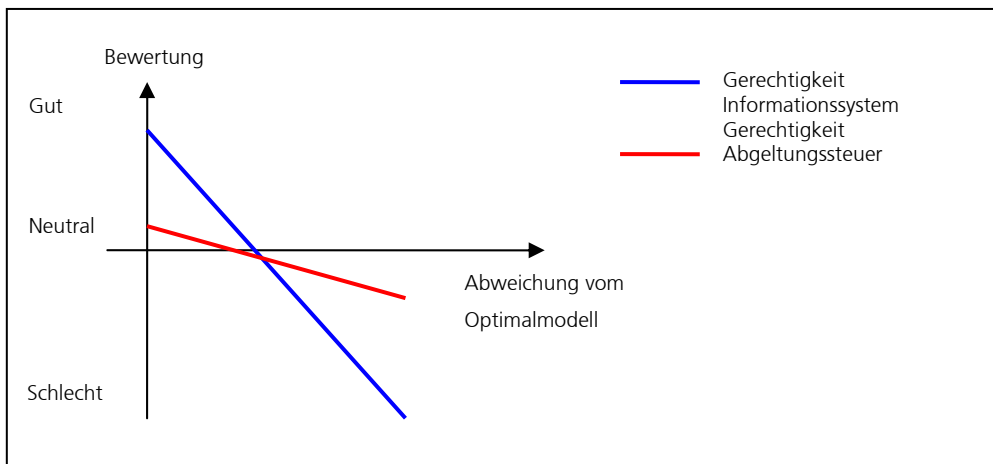 Bewertung
Gut
Neutral
Schlecht
Abweichung vom
Optimalmodell
Gerechtigkeit
Informationssystem
Gerechtigkeit
Abgeltungssteuer